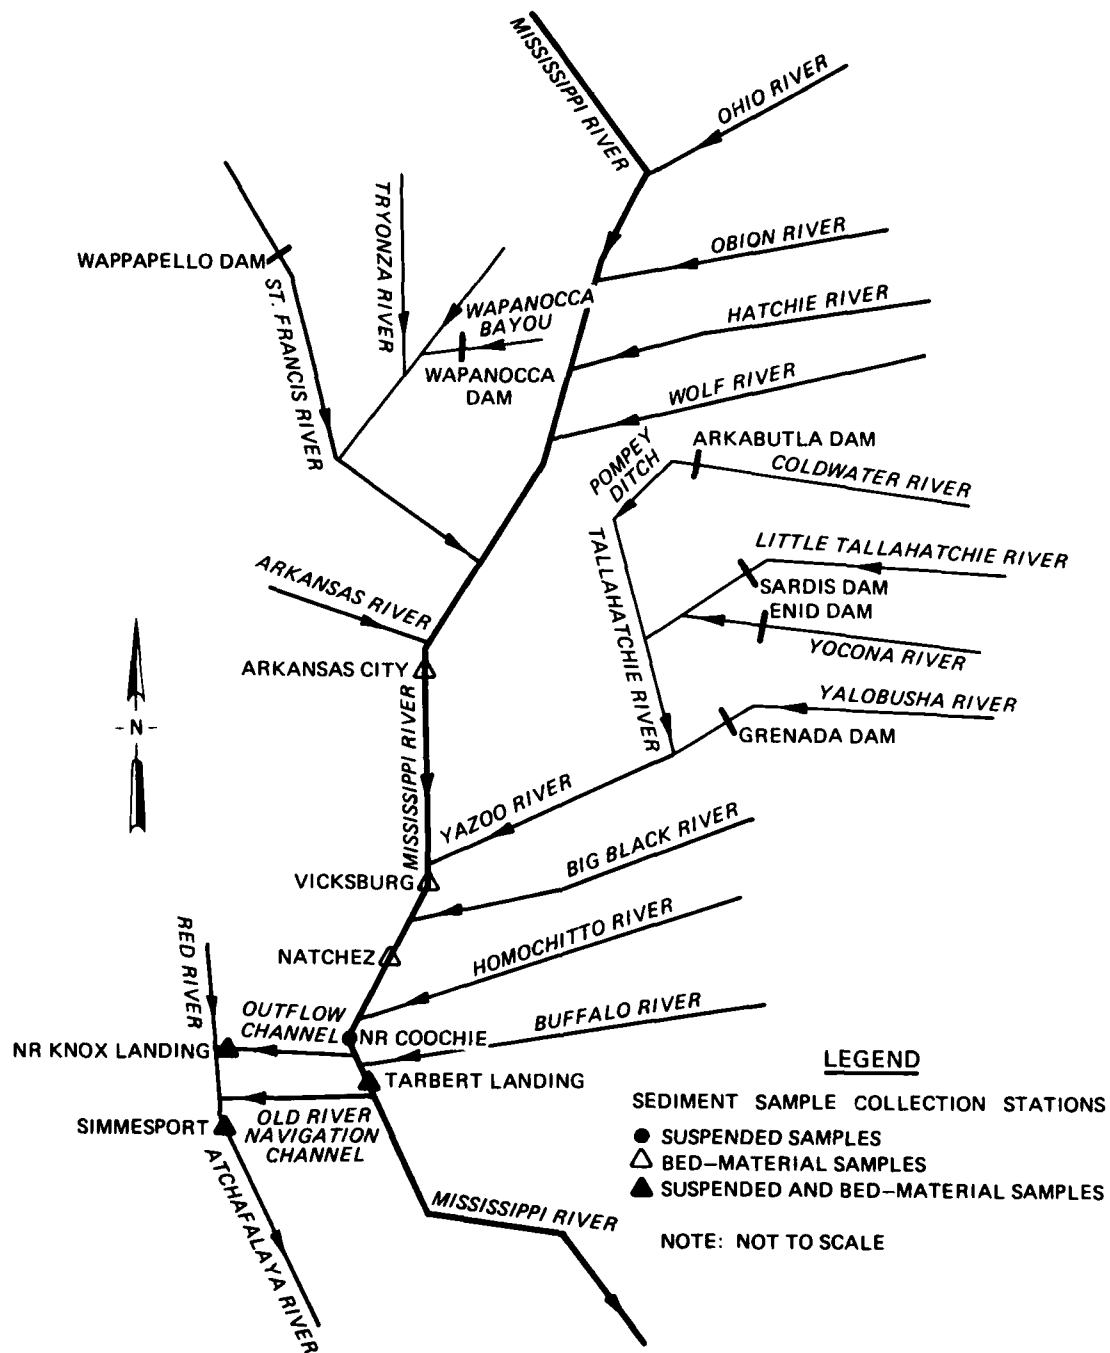 MISSISSIPPI RIVER
OHIO RIVER
TRYONZA RIVER
OBION RIVER
WAPPAPELLO DAM
ST. FRANCIS RIVER
WAPANOCCA
BAYOU
HATCHIE RIVER
WAPANOCCA
DAM
WOLF RIVER
POMPEY
DITCH
ARKABUTLA DAM
COLDWATER RIVER
TALLAHATCHIE RIVER
LITTLE TALLAHATCHIE RIVER
SARDIS DAM
ENID DAM
YOCONA RIVER
ARKANSAS RIVER
ARKANSAS CITY
MISSISSIPPI RIVER
YALOBUSHA RIVER
GRENADA DAM
-N-
YAZOO RIVER
BIG BLACK RIVER
VICKSBURG
HOMOCHITTO RIVER
RED RIVER
NATCHEZ
OUTFLOW
CHANNEL
NR COOCHIE
BUFFALO RIVER
NR KNOX LANDING
TARBERT LANDING
SIMMESPORT
OLD RIVER
NAVIGATION
CHANNEL
ATCHAFALAYA RIVER
MISSISSIPPI RIVER
LEGEND
SEDIMENT SAMPLE COLLECTION STATIONS
SUSPENDED SAMPLES
BED-MATERIAL SAMPLES
SUSPENDED AND BED-MATERIAL SAMPLES
NOTE: NOT TO SCALE